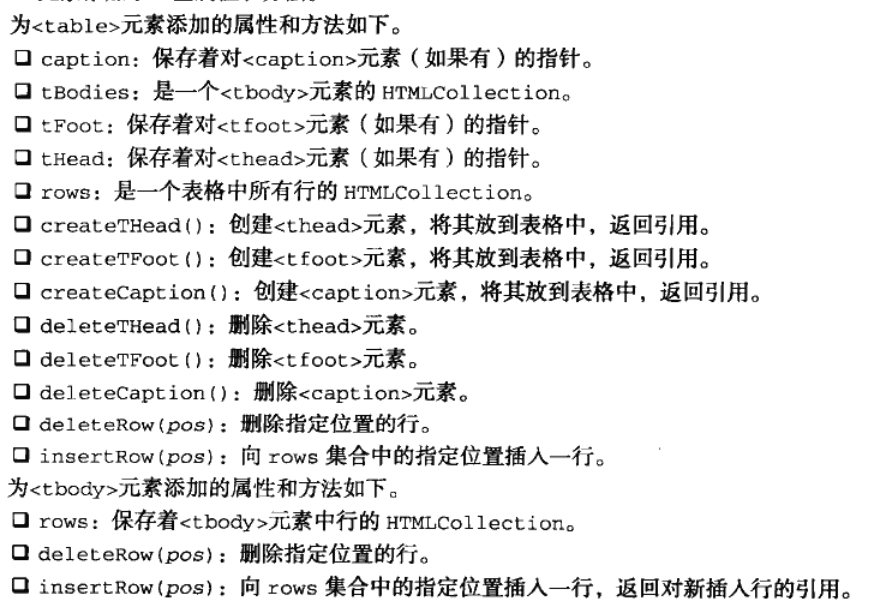 为<table>元素添加的属性和方法如下。
❑ caption：保存着对<caption>元素（如果有）的指针。
❑ tBodies：是一个<tbody>元素的 HTMLCollection。
❑ tFoot：保存着对<tfoot>元素（如果有）的指针。
❑ tHead：保存着对<thead>元素（如果有）的指针。
❑ rows：是一个表格中所有行的 HTMLCollection。
❑ createTHead()：创建<thead>元素，将其放到表格中，返回引用。
❑ createTFoot()：创建<tfoot>元素，将其放到表格中，返回引用。
❑ createCaption()：创建<caption>元素，将其放到表格中，返回引用。
❑ deleteTHead()：删除<thead>元素。
❑ deleteTFoot()：删除<tfoot>元素。
❑ deleteCaption()：删除<caption>元素。
❑ deleteRow(pos)：删除指定位置的行。
❑ insertRow(pos)：向 rows 集合中的指定位置插入一行。
为<tbody>元素添加的属性和方法如下。
❑ rows：保存着<tbody>元素中行的 HTMLCollection。
❑ deleteRow(pos)：删除指定位置的行。
❑ insertRow(pos)：向 rows 集合中的指定位置插入一行，返回对新插入行的引用。